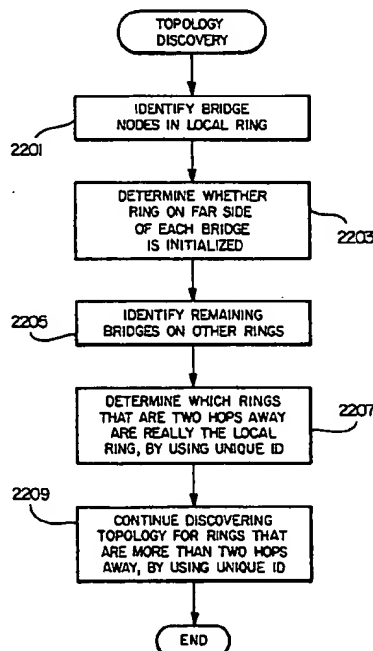 TOPOLOGY
DISCOVERY
IDENTIFY BRIDGE
NODES IN LOCAL RING
2201
DETERMINE WHETHER
RING ON FAR SIDE
OF EACH BRIDGE
IS INITIALIZED
2203
2205
IDENTIFY REMAINING
BRIDGES ON OTHER RINGS
DETERMINE WHICH RINGS
THAT ARE TWO HOPS AWAY
ARE REALLY THE LOCAL
RING, BY USING UNIQUE ID
2207
2209
CONTINUE DISCOVERING
TOPOLOGY FOR RINGS THAT
ARE MORE THAN TWO HOPS
AWAY, BY USING UNIQUE ID
END